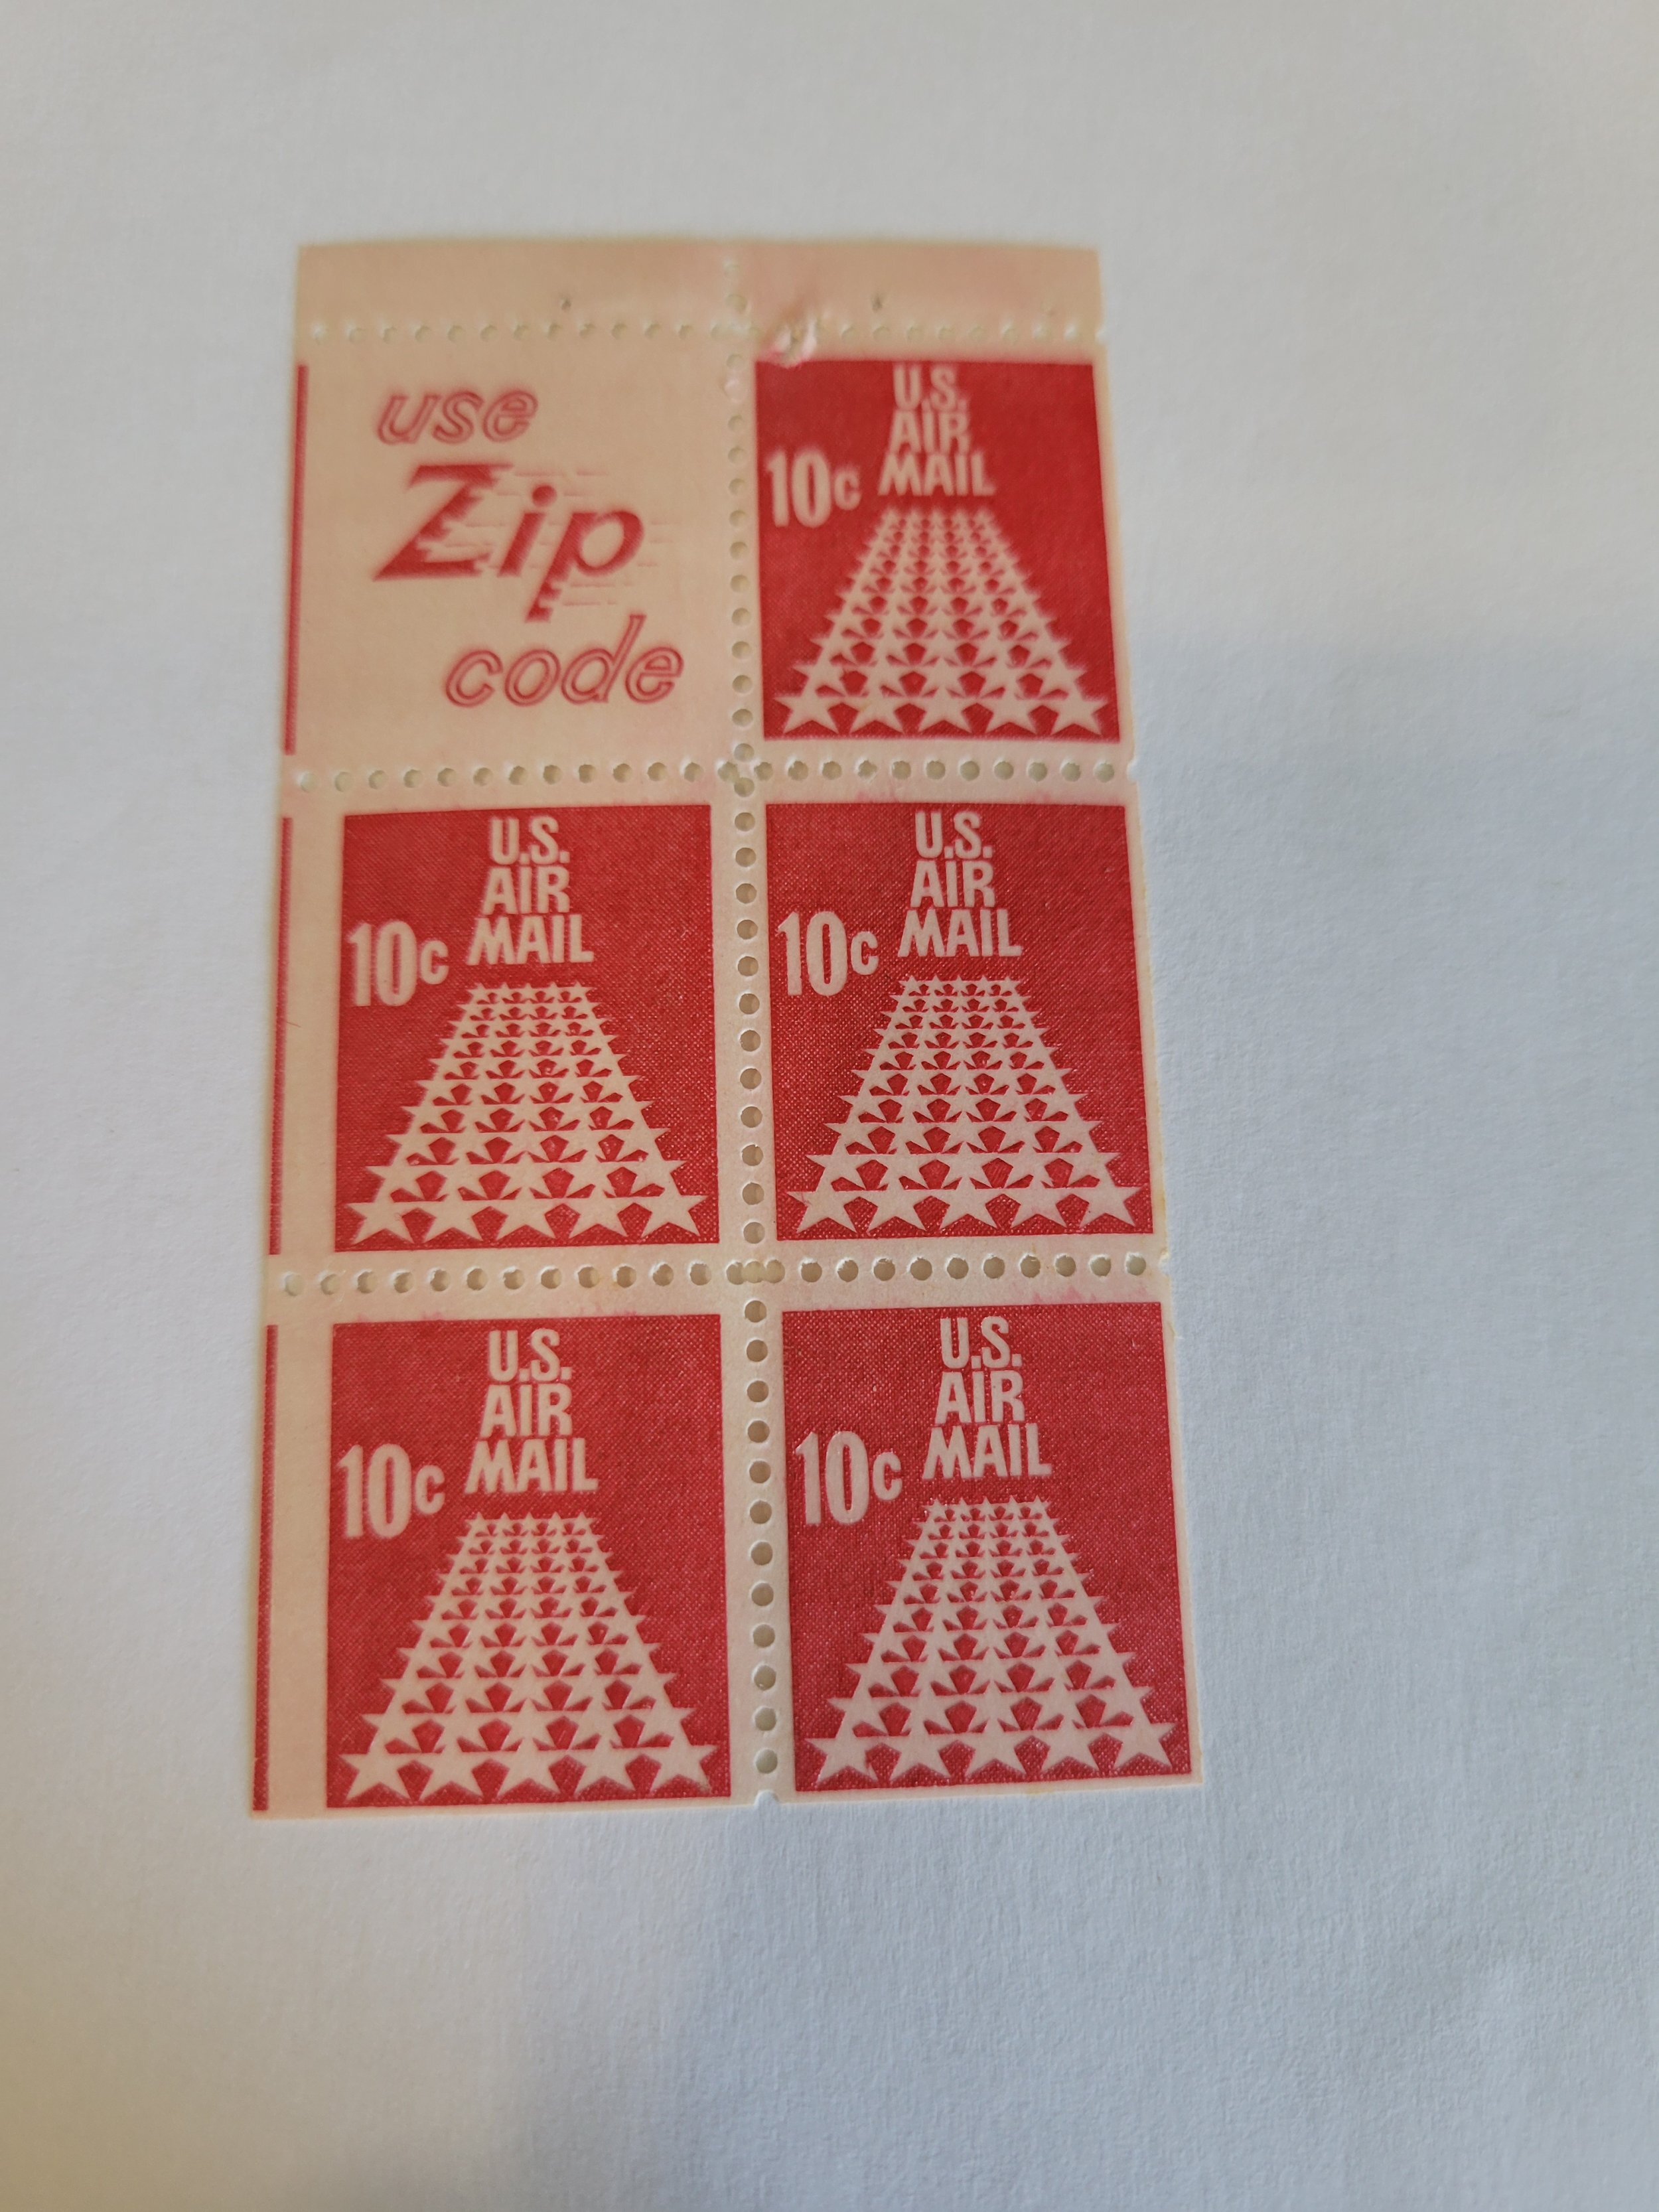 use
Zip
code
U.S.
AIR
MAIL
10c
U.S.
AIR
MAIL
10c
U.S.
AIR
MAIL
10c
U.S.
AIR
MAIL
10c
U.S.
AIR
MAIL
10c